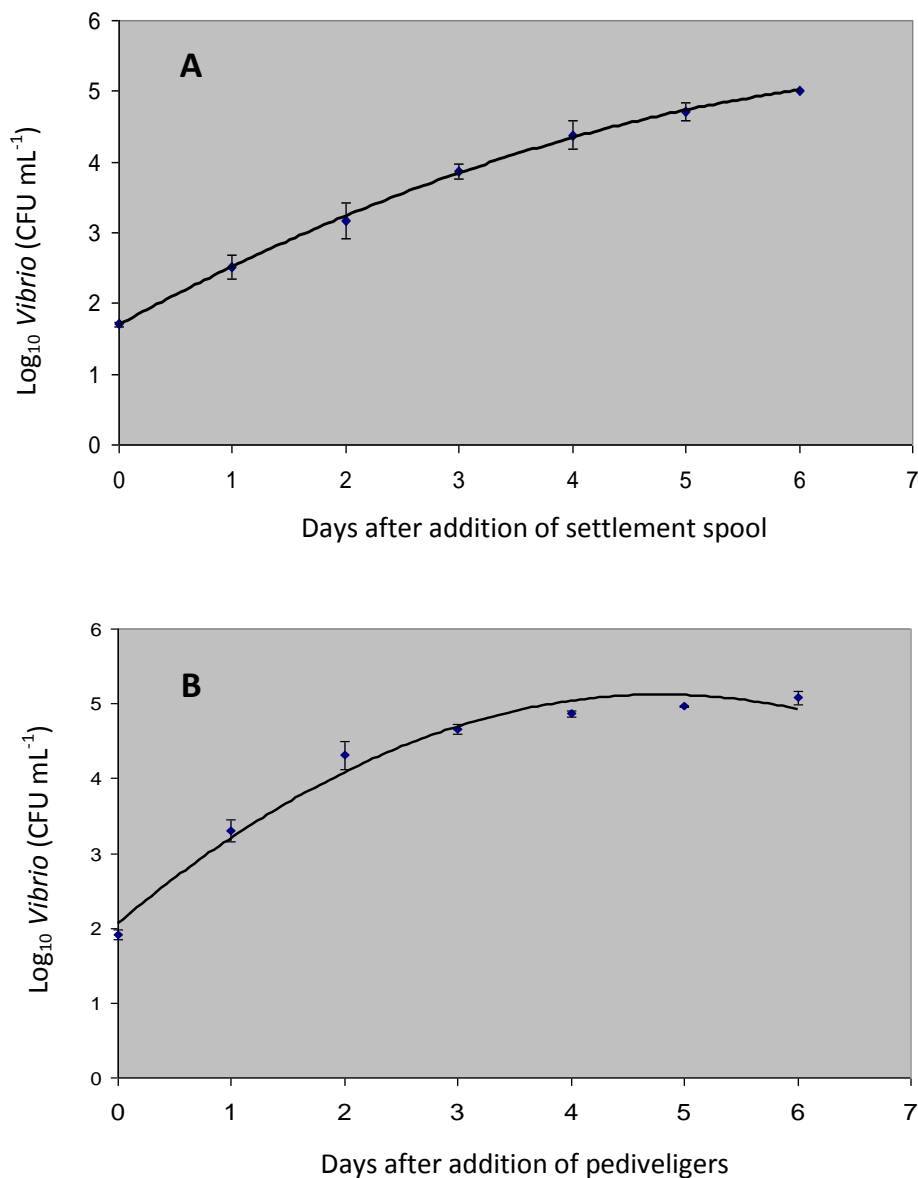 A
Log₁₀ Vibrio (CFU mL⁻¹)
6
5
4
3
2
1
0
0 1 2 3 4 5 6 7
Days after addition of settlement spool
B
Log₁₀ Vibrio (CFU mL⁻¹)
6
5
4
3
2
1
0
0 1 2 3 4 5 6 7
Days after addition of pediveligers